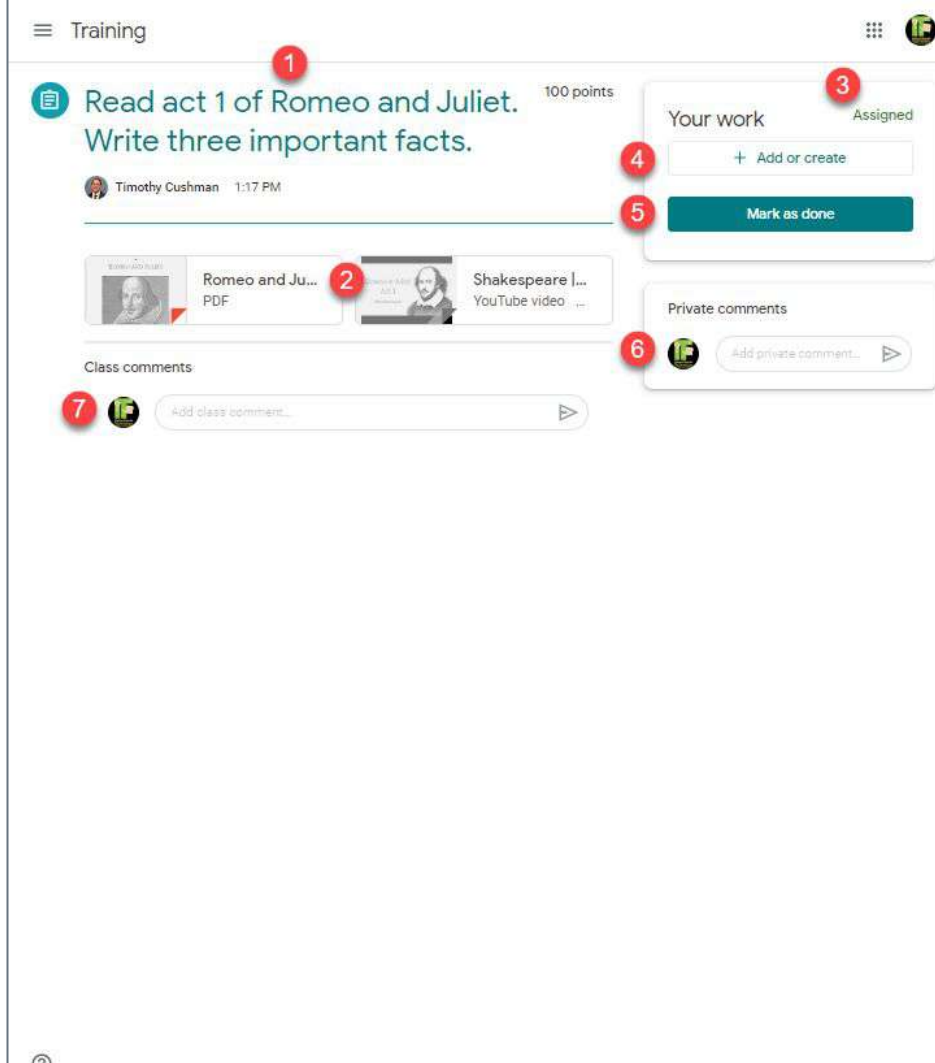 Training
1
Read act 1 of Romeo and Juliet.
Write three important facts.
100 points
Timothy Cushman 1:17 PM
2
Romeo and Ju...
PDF
Shakespeare |...
YouTube video ...
Class comments
7
Add class comment...
3
Your work
Assigned
4
+ Add or create
5
Mark as done
Private comments
6
Add private comment...